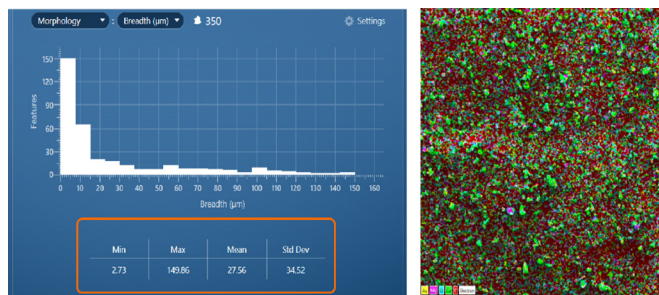 Morphology : Breadth (µm) 350 Settings
150
120
90
60
30
0
Features
0 10 20 30 40 50 60 70 80 90 100 110 120 130 140 150 160
Breadth (µm)
Min Max Mean Std Dev
2.73 149.86 27.56 34.52